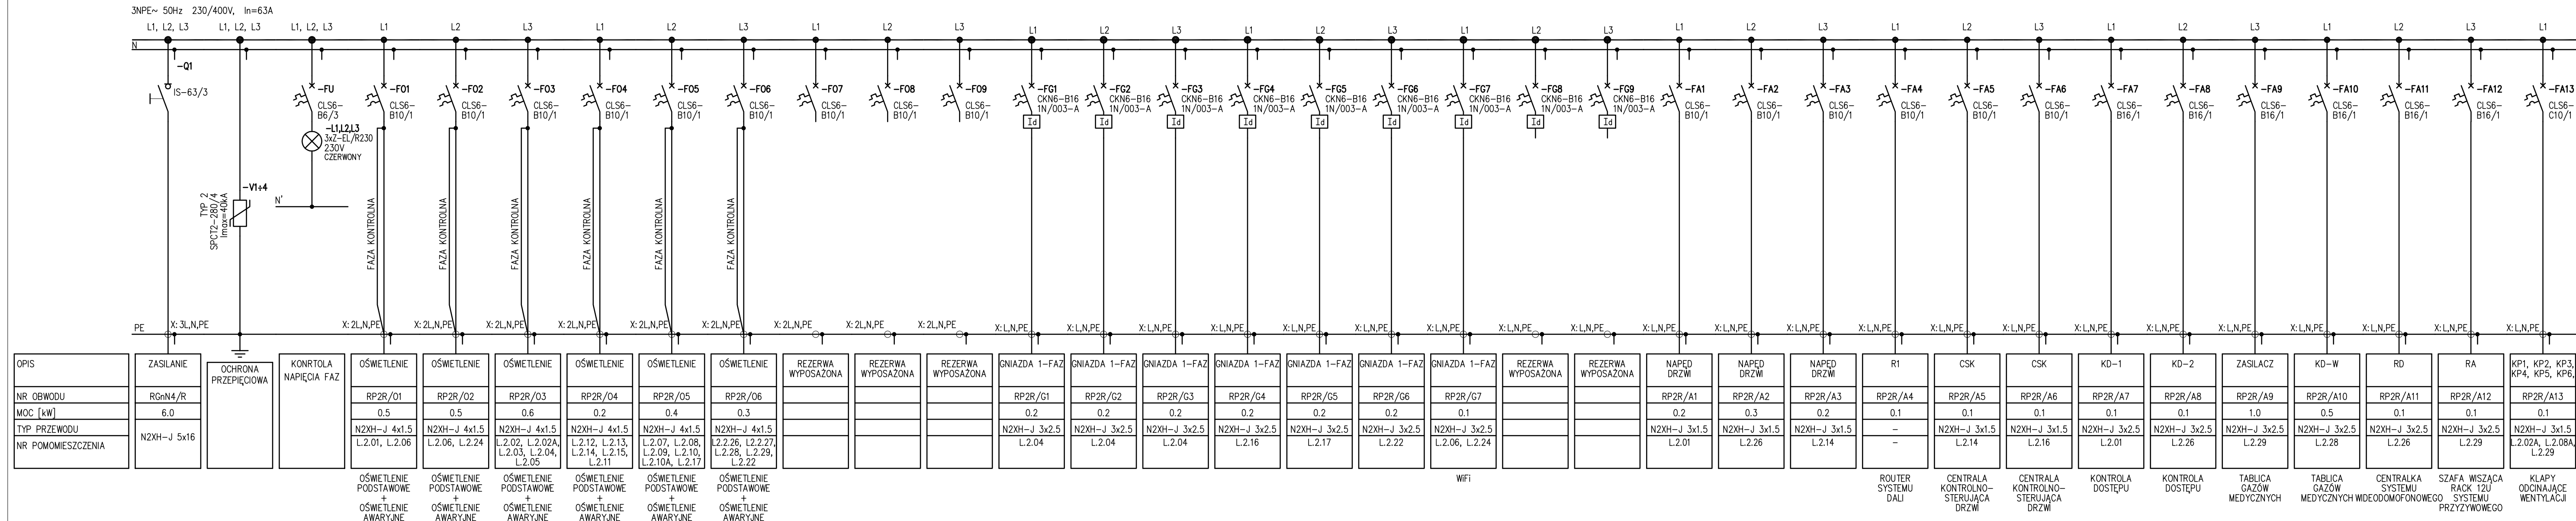 3NPE~ 50Hz 230/400V, In=63A
L1, L2, L3 L1, L2, L3 L1, L2, L3 L1 L2 L3 L1 L2 L3 L1 L2 L3 L1 L2 L3 L1 L2 L3 L1 L2 L3 L1 L2 L3 L1 L2 L3 L1 L2 L3 L1 L2 L3 L1
N
-Q1
IS-63/3
-FU
CLS6-
B6/3
-L1,L2,L3
3xZ-EL/R230
230V
CZERWONY
N'
-V1÷4
TYP 2
SPCT2-280/4
Imax=40kA
-FO1 -FO2 -FO3 -FO4 -FO5 -FO6 -FO7 -FO8 -FO9
CLS6- CLS6- CLS6- CLS6- CLS6- CLS6- CLS6- CLS6- CLS6-
B10/1 B10/1 B10/1 B10/1 B10/1 B10/1 B10/1 B10/1 B10/1
-FG1 -FG2 -FG3 -FG4 -FG5 -FG6 -FG7 -FG8 -FG9
CKN6-B16 CKN6-B16 CKN6-B16 CKN6-B16 CKN6-B16 CKN6-B16 CKN6-B16 CKN6-B16 CKN6-B16
1N/003-A 1N/003-A 1N/003-A 1N/003-A 1N/003-A 1N/003-A 1N/003-A 1N/003-A 1N/003-A
Id Id Id Id Id Id Id Id Id
-FA1 -FA2 -FA3 -FA4 -FA5 -FA6 -FA7 -FA8 -FA9 -FA10 -FA11 -FA12 -FA13
CLS6- CLS6- CLS6- CLS6- CLS6- CLS6- CLS6- CLS6- CLS6- CLS6- CLS6- CLS6- CLS6-
B10/1 B10/1 B10/1 B10/1 B10/1 B10/1 B16/1 B16/1 B16/1 B16/1 B16/1 B16/1 C10/1
FAZA KONTROLNA FAZA KONTROLNA FAZA KONTROLNA FAZA KONTROLNA FAZA KONTROLNA FAZA KONTROLNA
PE X:3L,N,PE X:2L,N,PE X:2L,N,PE X:2L,N,PE X:2L,N,PE X:2L,N,PE X:2L,N,PE X:2L,N,PE X:2L,N,PE X:2L,N,PE X:L,N,PE X:L,N,PE X:L,N,PE X:L,N,PE X:L,N,PE X:L,N,PE X:L,N,PE X:L,N,PE X:L,N,PE X:L,N,PE X:L,N,PE X:L,N,PE X:L,N,PE X:L,N,PE X:L,N,PE X:L,N,PE X:L,N,PE X:L,N,PE X:L,N,PE X:L,N,PE X:L,N,PE X:L,N,PE
OPIS
NR OBWODU
MOC [kW]
TYP PRZEWODU
NR POMOMIESZCZENIA
ZASILANIE
RGnN4/R
6.0
N2XH-J 5x16
OCHRONA
PRZEPIĘCIOWA
KONRTOLA
NAPIĘCIA FAZ
OŚWIETLENIE
RP2R/O1
0.5
N2XH-J 4x1.5
L.2.01, L.2.06
OŚWIETLENIE
PODSTAWOWE
+
OŚWIETLENIE
AWARYJNE
OŚWIETLENIE
RP2R/O2
0.5
N2XH-J 4x1.5
L.2.06, L.2.24
OŚWIETLENIE
PODSTAWOWE
+
OŚWIETLENIE
AWARYJNE
OŚWIETLENIE
RP2R/O3
0.6
N2XH-J 4x1.5
L.2.02, L.2.02A,
L.2.03, L.2.04,
L.2.05
OŚWIETLENIE
PODSTAWOWE
+
OŚWIETLENIE
AWARYJNE
OŚWIETLENIE
RP2R/O4
0.2
N2XH-J 4x1.5
L.2.12, L.2.13,
L.2.14, L.2.15,
L.2.11
OŚWIETLENIE
PODSTAWOWE
+
OŚWIETLENIE
AWARYJNE
OŚWIETLENIE
RP2R/O5
0.4
N2XH-J 4x1.5
L.2.07, L.2.08,
L.2.09, L.2.10,
L.2.10A, L.2.17
OŚWIETLENIE
PODSTAWOWE
+
OŚWIETLENIE
AWARYJNE
OŚWIETLENIE
RP2R/O6
0.3
N2XH-J 4x1.5
L2.2.26, L2.2.27,
L.2.28, L.2.29,
L.2.22
OŚWIETLENIE
PODSTAWOWE
+
OŚWIETLENIE
AWARYJNE
REZERWA
WYPOSAŻONA
REZERWA
WYPOSAŻONA
REZERWA
WYPOSAŻONA
GNIAZDA 1-FAZ
RP2R/G1
0.2
N2XH-J 3x2.5
L.2.04
GNIAZDA 1-FAZ
RP2R/G2
0.2
N2XH-J 3x2.5
L.2.04
GNIAZDA 1-FAZ
RP2R/G3
0.2
N2XH-J 3x2.5
L.2.04
GNIAZDA 1-FAZ
RP2R/G4
0.2
N2XH-J 3x2.5
L.2.16
GNIAZDA 1-FAZ
RP2R/G5
0.2
N2XH-J 3x2.5
L.2.17
GNIAZDA 1-FAZ
RP2R/G6
0.2
N2XH-J 3x2.5
L.2.22
GNIAZDA 1-FAZ
RP2R/G7
0.1
N2XH-J 3x2.5
L.2.06, L.2.24
WiFi
REZERWA
WYPOSAŻONA
REZERWA
WYPOSAŻONA
NAPĘD
DRZWI
RP2R/A1
0.2
N2XH-J 3x1.5
L.2.01
NAPĘD
DRZWI
RP2R/A2
0.3
N2XH-J 3x1.5
L.2.26
NAPĘD
DRZWI
RP2R/A3
0.2
N2XH-J 3x1.5
L.2.14
R1
RP2R/A4
0.1
-
-
ROUTER
SYSTEMU
DALI
CSK
RP2R/A5
0.1
N2XH-J 3x1.5
L.2.14
CENTRALA
KONTROLNO-
STERUJĄCA
DRZWI
CSK
RP2R/A6
0.1
N2XH-J 3x1.5
L.2.16
CENTRALA
KONTROLNO-
STERUJĄCA
DRZWI
KD-1
RP2R/A7
0.1
N2XH-J 3x2.5
L.2.01
KONTROLA
DOSTĘPU
KD-2
RP2R/A8
0.1
N2XH-J 3x2.5
L.2.26
KONTROLA
DOSTĘPU
ZASILACZ
RP2R/A9
1.0
N2XH-J 3x2.5
L.2.29
TABLICA
GAZÓW
MEDYCZNYCH
KD-W
RP2R/A10
0.5
N2XH-J 3x2.5
L.2.28
TABLICA
GAZÓW
MEDYCZNYCH
RD
RP2R/A11
0.1
N2XH-J 3x2.5
L.2.26
CENTRALKA
SYSTEMU
WIDEODOMOFONOWEGO
RA
RP2R/A12
0.1
N2XH-J 3x2.5
L.2.29
SZAFA WISZĄCA
RACK 12U
SYSTEMU
PRZYZYWOWEGO
KP1, KP2, KP3,
KP4, KP5, KP6,
RP2R/A13
0.1
N2XH-J 3x1.5
L.2.02A, L.2.08A,
L.2.29
KLAPY
ODCINAJĄCE
WENTYLACJI